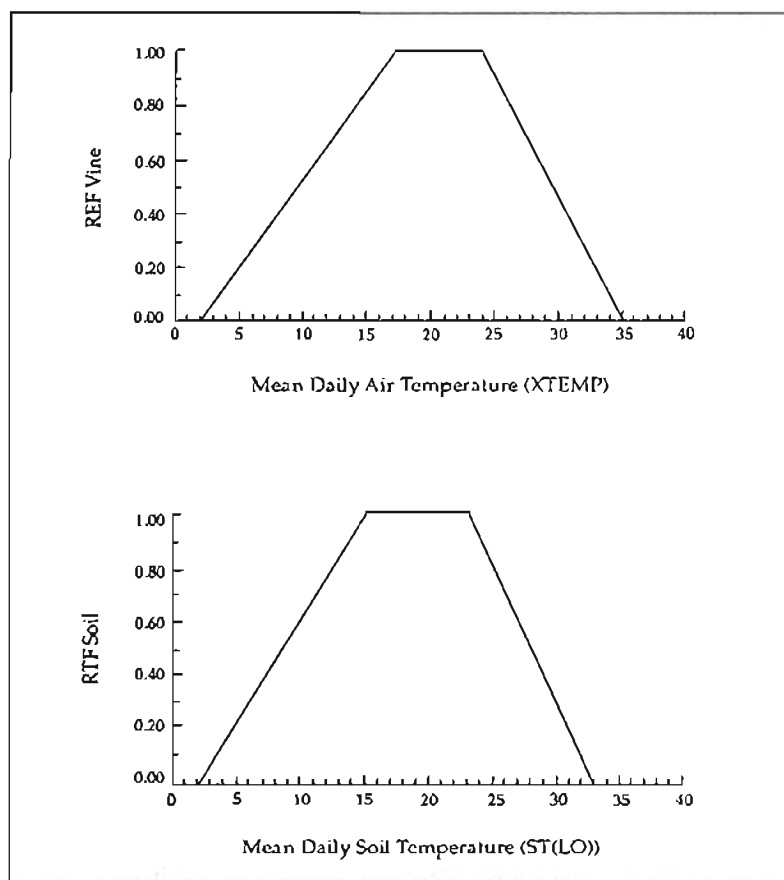 1.00
0.80
0.60
0.40
0.20
0.00
REF Vine
0 5 10 15 20 25 30 35 40
Mean Daily Air Temperature (XTEMP)
1.00
0.80
0.60
0.40
0.20
0.00
RTF Soil
0 5 10 15 20 25 30 35 40
Mean Daily Soil Temperature (ST(LO))